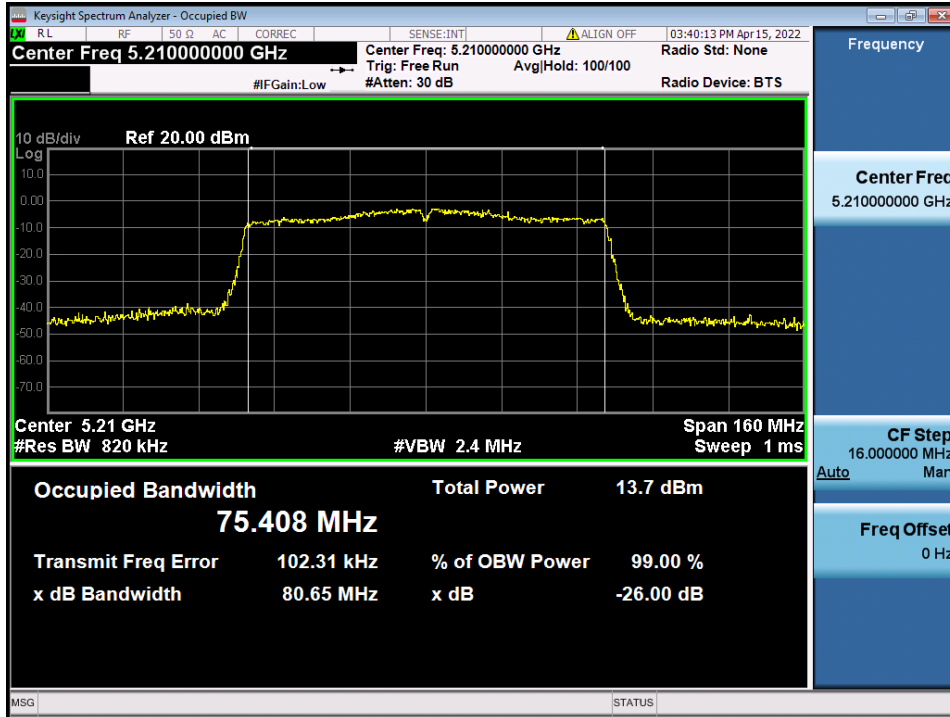 Keysight Spectrum Analyzer - Occupied BW
LXI RL RF 50 Ω AC CORREC SENSE:INT ALIGN OFF 03:40:13 PM Apr 15, 2022
Center Freq 5.210000000 GHz
Center Freq: 5.210000000 GHz Radio Std: None
Trig: Free Run Avg|Hold: 100/100
#IFGain:Low #Atten: 30 dB Radio Device: BTS
10 dB/div Ref 20.00 dBm
Log
10.0
0.00
-10.0
-20.0
-30.0
-40.0
-50.0
-60.0
-70.0
Center 5.21 GHz Span 160 MHz
#Res BW 820 kHz #VBW 2.4 MHz Sweep 1 ms
Occupied Bandwidth Total Power 13.7 dBm
75.408 MHz
Transmit Freq Error 102.31 kHz % of OBW Power 99.00 %
x dB Bandwidth 80.65 MHz x dB -26.00 dB
Frequency
Center Freq
5.210000000 GHz
CF Step
16.000000 MHz
Auto Man
Freq Offset
0 Hz
MSG STATUS